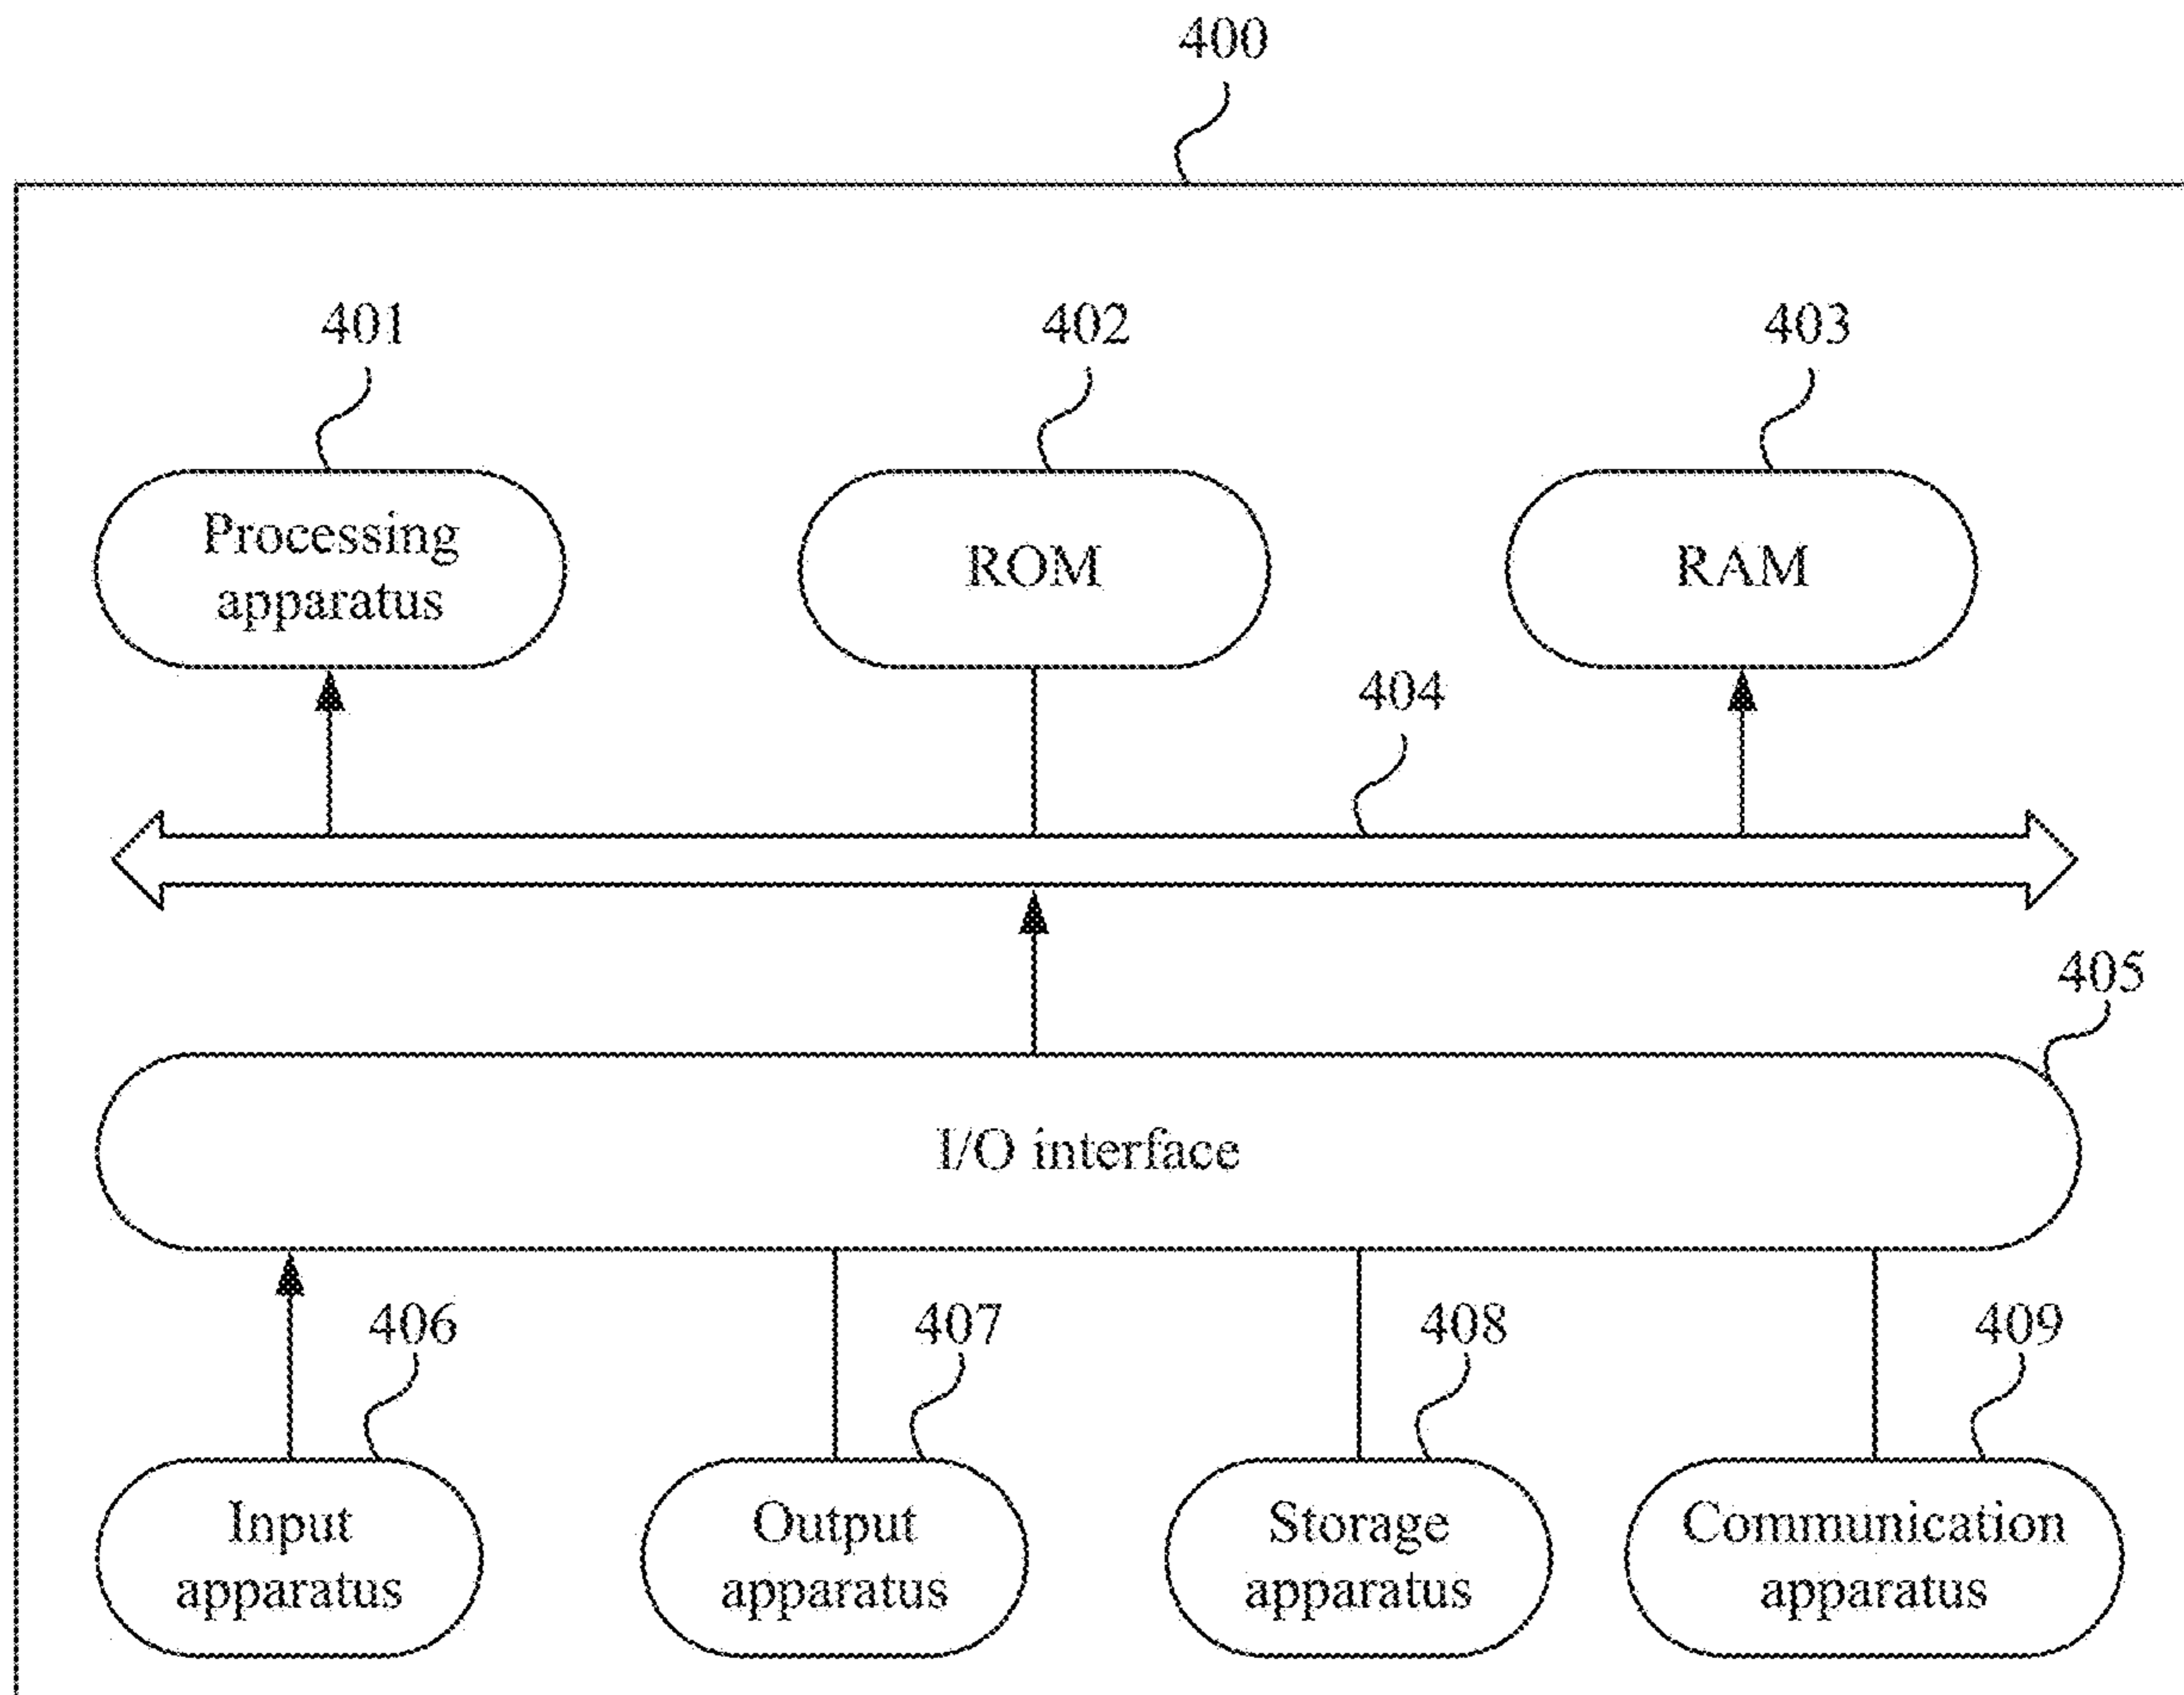 400
401
402
403
Processing
apparatus
ROM
RAM
404
405
I/O interface
406
407
408
409
Input
apparatus
Output
apparatus
Storage
apparatus
Communication
apparatus